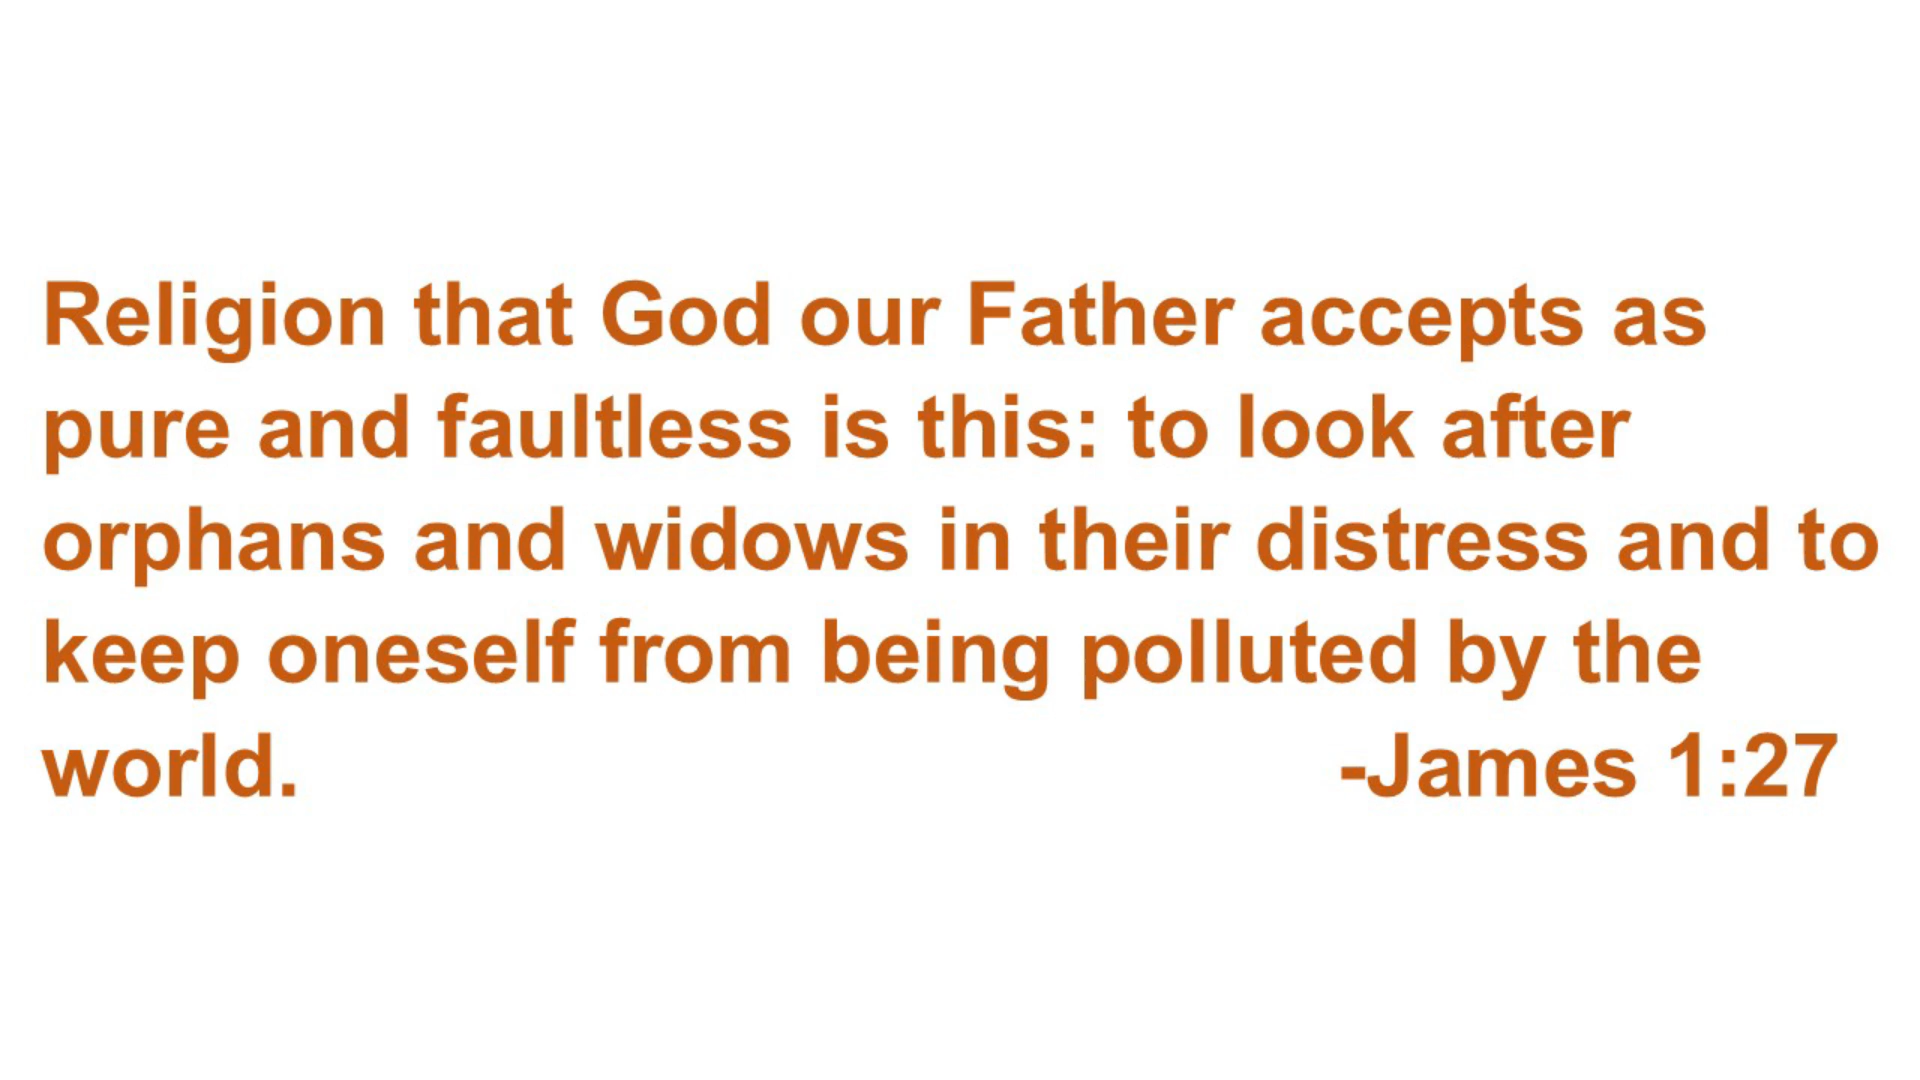 Religion that God our Father accepts as
pure and faultless is this: to look after
orphans and widows in their distress and to
keep oneself from being polluted by the
world. -James 1:27